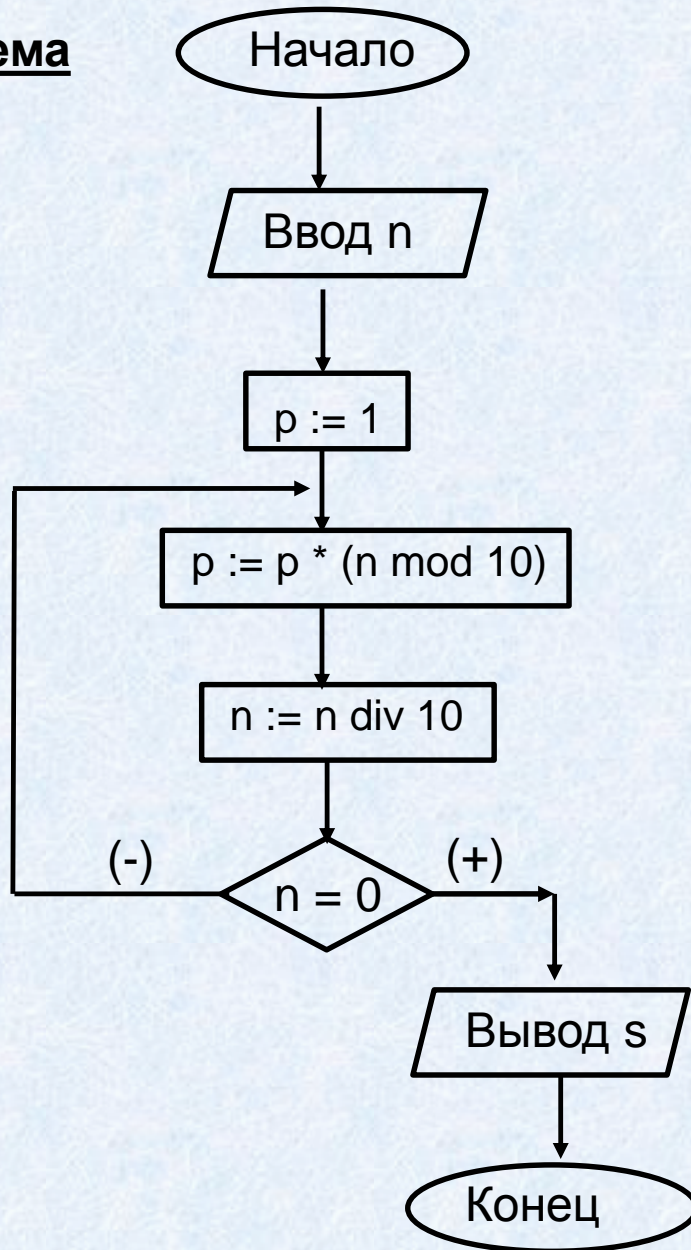 ема
Начало
Ввод n
p := 1
p := p * (n mod 10)
n := n div 10
(-)
n = 0
(+)
Вывод s
Конец